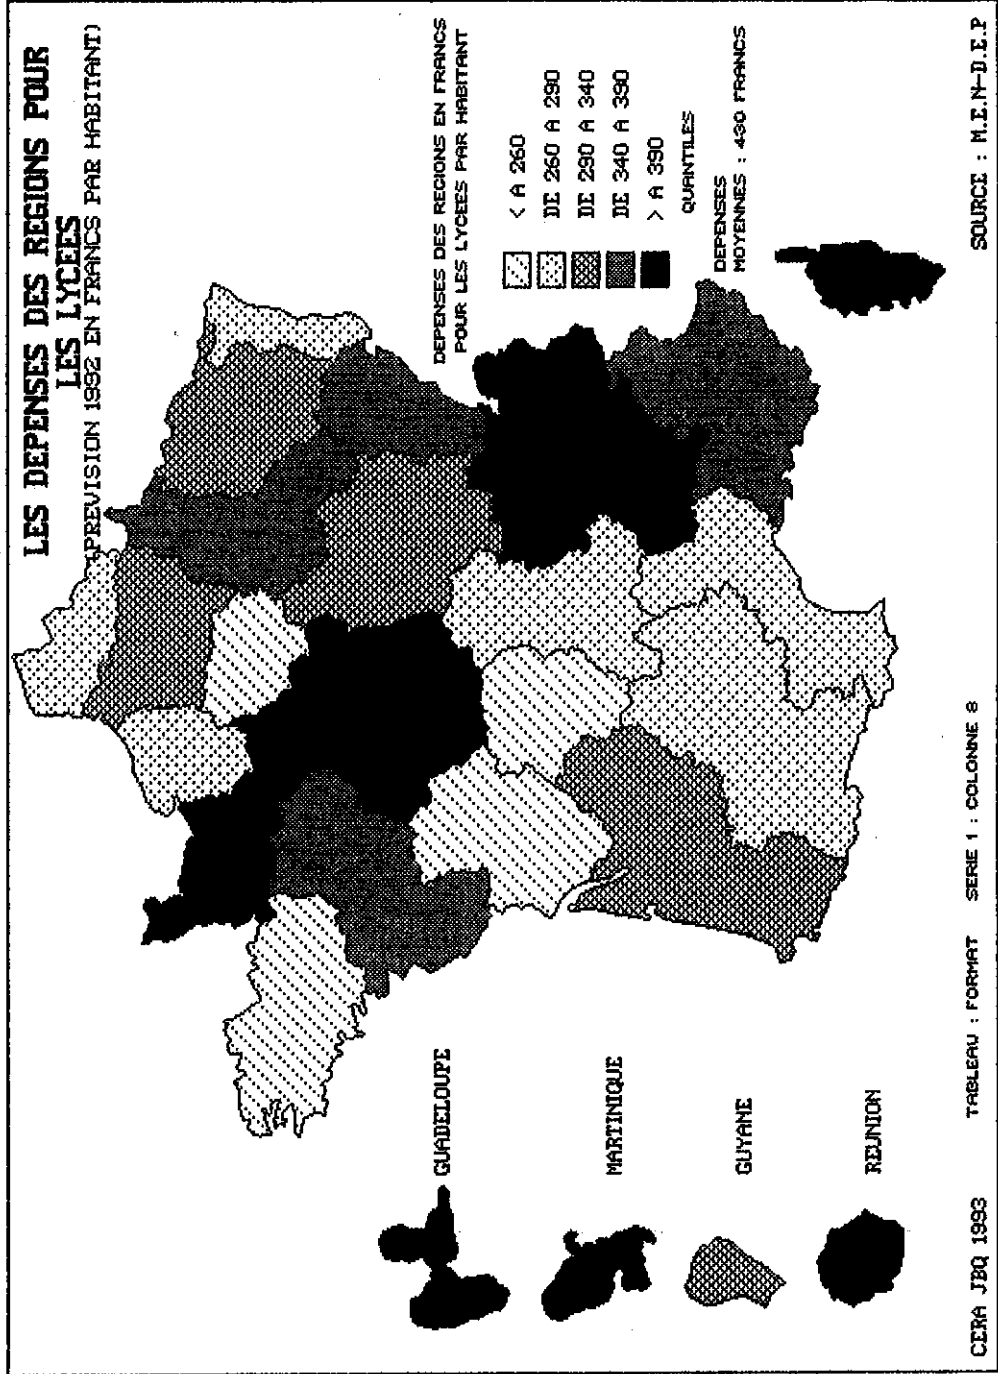 LES DEPENSES DES REGIONS POUR
LES LYCEES
(PREVISION 1992 EN FRANCS PAR HABITANT)
DEPENSES DES REGIONS EN FRANCS
POUR LES LYCEES PAR HABITANT
< A 260
DE 260 A 290
DE 290 A 340
DE 340 A 390
> A 390
QUANTILES
DEPENSES
MOYENNES : 430 FRANCS
GUADELOUPE
MARTINIQUE
GUYANE
REUNION
CERA JBQ 1993
TABLEAU : FORMAT SERIE 1 : COLONNE 8
SOURCE : M.E.N-D.E.P